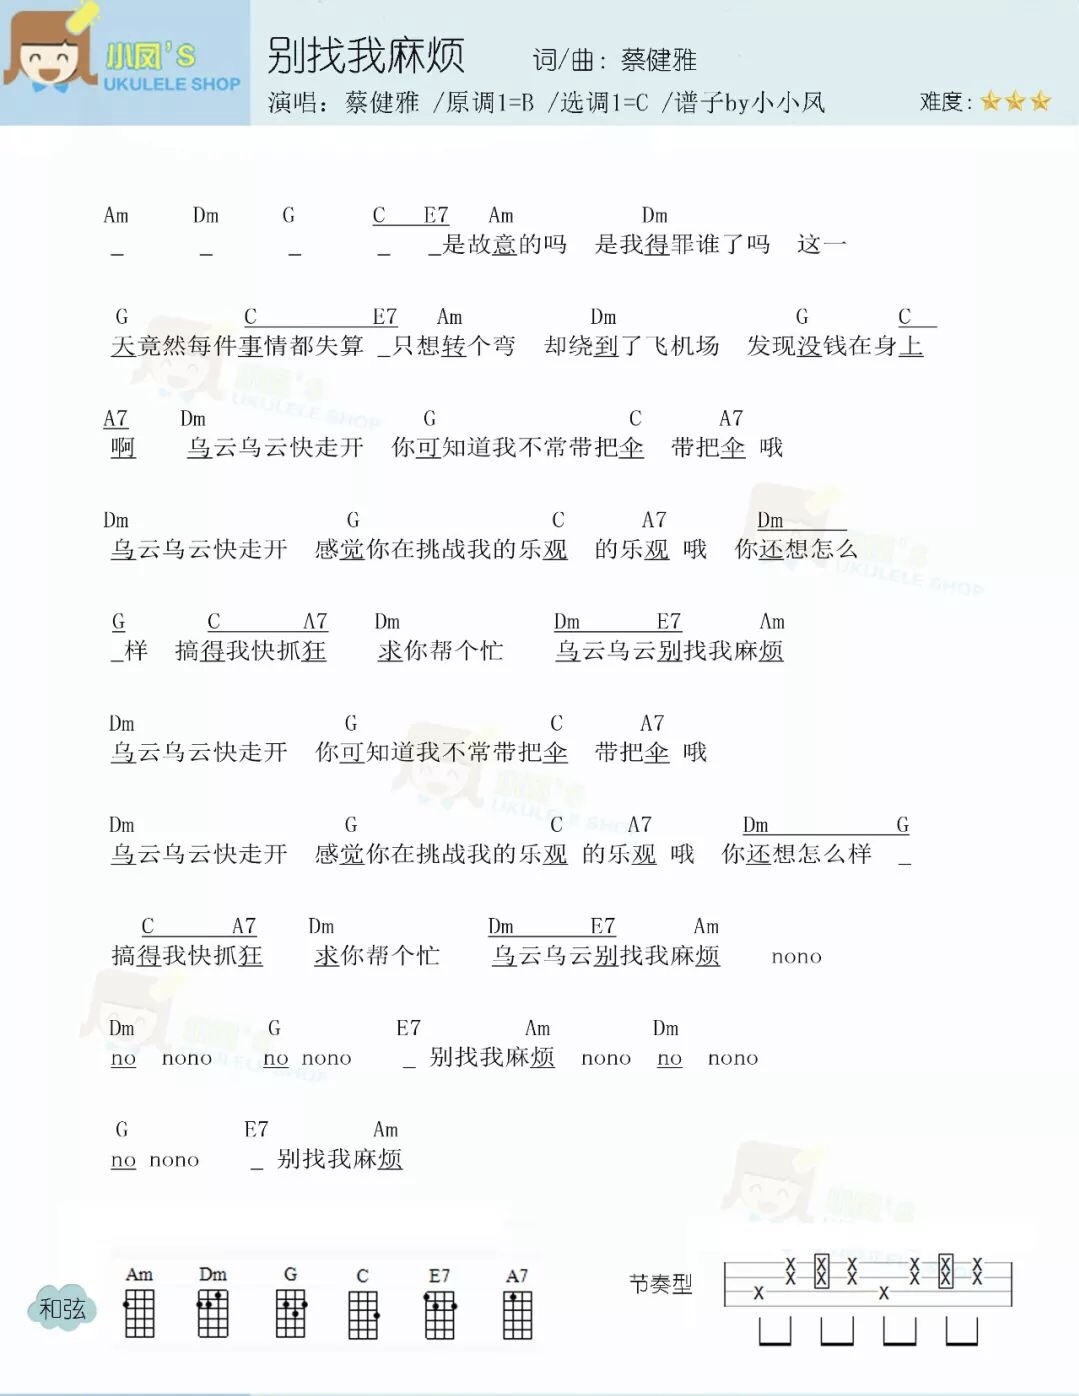 小凤'S
UKULELE SHOP
别找我麻烦 词/曲：蔡健雅
演唱：蔡健雅 /原调1=B /选调1=C /谱子by小小风
难度：
Am Dm G C E7 Am Dm
_ _ _ _ _是故意的吗 是我得罪谁了吗 这一
G C E7 Am Dm G C
天竟然每件事情都失算 _只想转个弯 却绕到了飞机场 发现没钱在身上
A7 Dm G C A7
啊 乌云乌云快走开 你可知道我不常带把伞 带把伞 哦
Dm G C A7 Dm
乌云乌云快走开 感觉你在挑战我的乐观 的乐观 哦 你还想怎么
G C A7 Dm Dm E7 Am
_样 搞得我快抓狂 求你帮个忙 乌云乌云别找我麻烦
Dm G C A7
乌云乌云快走开 你可知道我不常带把伞 带把伞 哦
Dm G C A7 Dm G
乌云乌云快走开 感觉你在挑战我的乐观 的乐观 哦 你还想怎么样 _
C A7 Dm Dm E7 Am
搞得我快抓狂 求你帮个忙 乌云乌云别找我麻烦 nono
Dm G E7 Am Dm
no nono no nono _ 别找我麻烦 nono no nono
G E7 Am
no nono _ 别找我麻烦
和弦 Am Dm G C E7 A7
节奏型